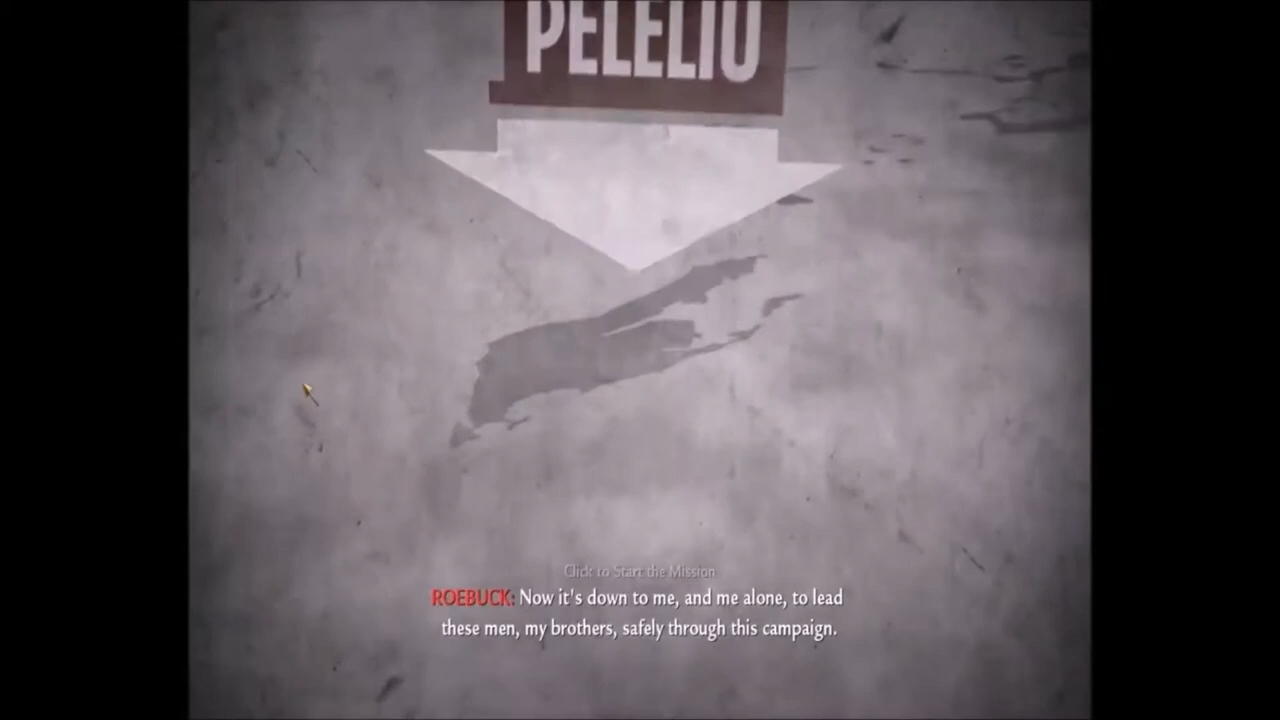 PELELIU
Click to Start the Mission
ROEBUCK: Now it's down to me, and me alone, to lead
these men, my brothers, safely through this campaign.